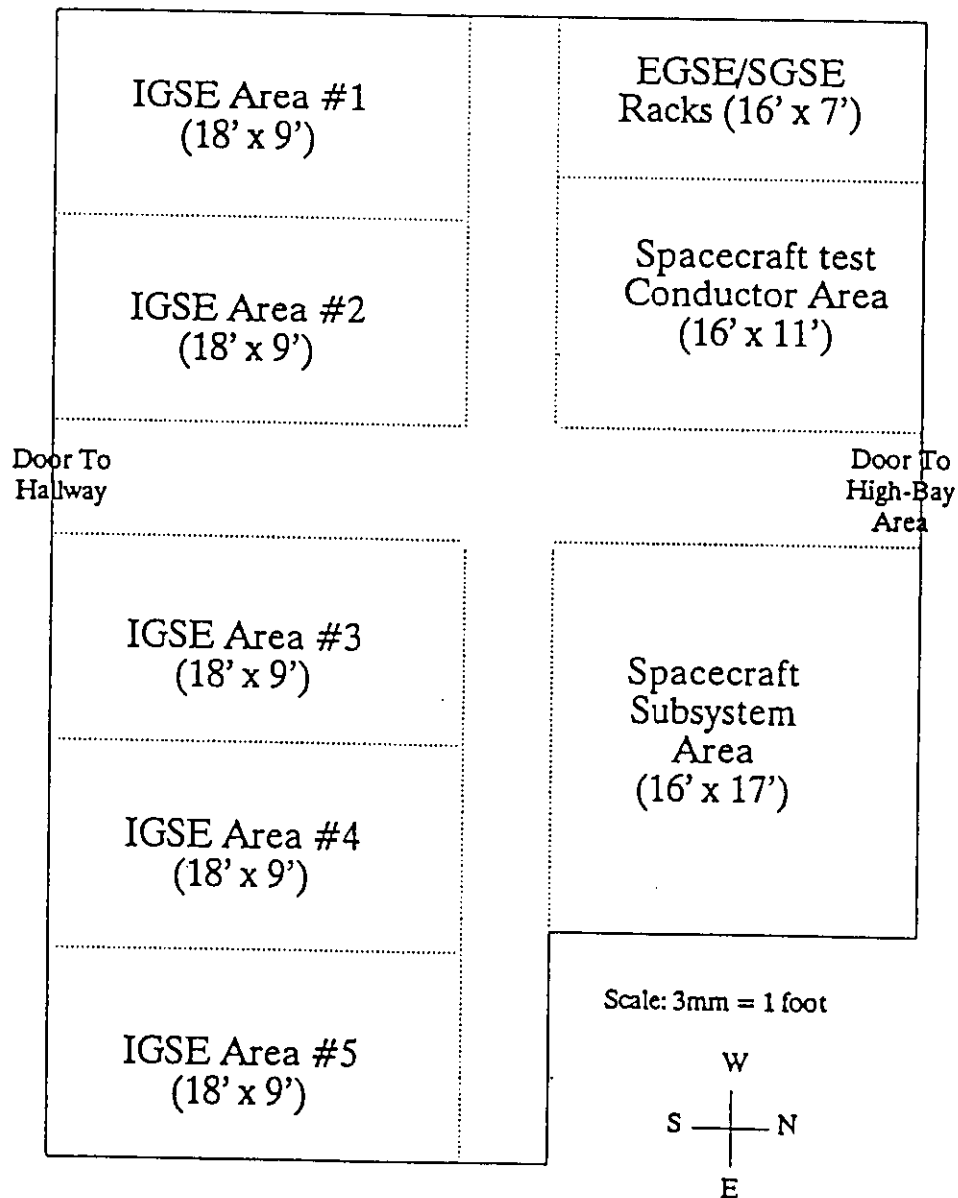 IGSE Area #1
(18' x 9')
EGSE/SGSE
Racks (16' x 7')
IGSE Area #2
(18' x 9')
Spacecraft test
Conductor Area
(16' x 11')
Door To
Hallway
Door To
High-Bay
Area
IGSE Area #3
(18' x 9')
Spacecraft
Subsystem
Area
(16' x 17')
IGSE Area #4
(18' x 9')
IGSE Area #5
(18' x 9')
Scale: 3mm = 1 foot
W
S N
E